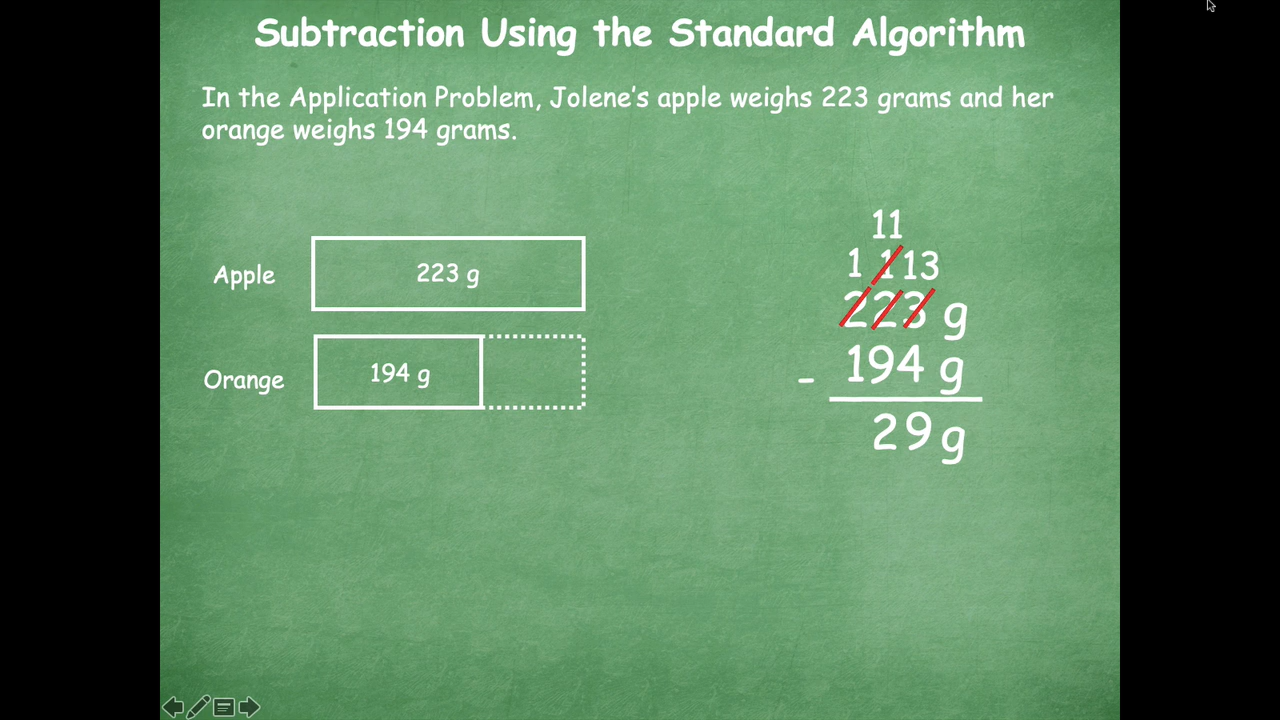 Subtraction Using the Standard Algorithm
In the Application Problem, Jolene's apple weighs 223 grams and her
orange weighs 194 grams.
Apple
223 g
Orange
194 g
11
1 1 13
223 g
- 194 g
29 g